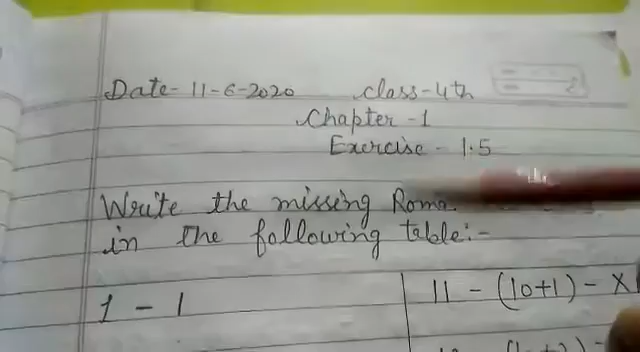 Date- 11-6-2020 Class-4th
Chapter -1
Exercise - 1.5
Write the missing Roma
in the following table:-
1 - 1 11 - (10+1) - X